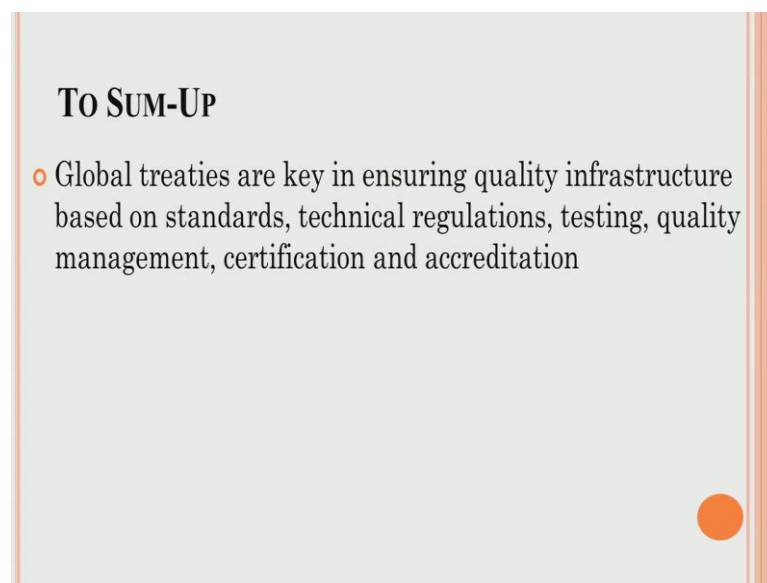 To Sum-Up
Global treaties are key in ensuring quality infrastructure
based on standards, technical regulations, testing, quality
management, certification and accreditation